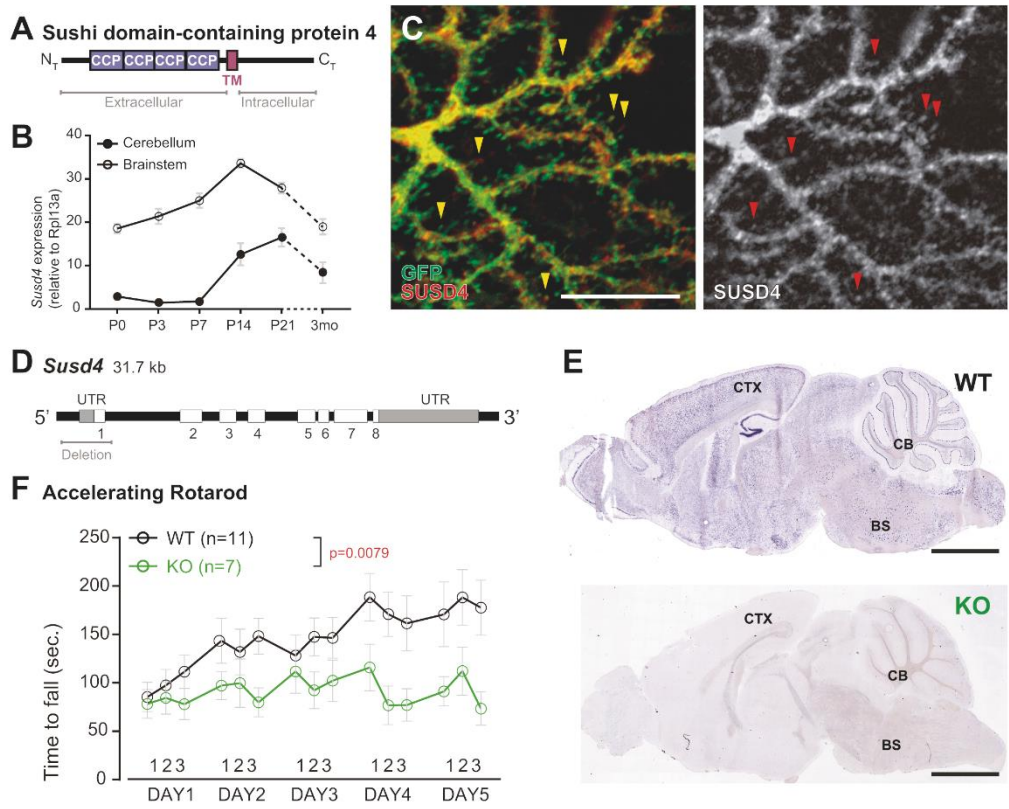 A Sushi domain-containing protein 4
NT CCP CCP CCP CCP CT
TM
Extracellular Intracellular
B
Cerebellum
Brainstem
Susd4 expression
(relative to Rpl13a)
40
30
20
10
0
P0 P3 P7 P14 P21 3mo
C
GFP
SUSD4
SUSD4
D Susd4 31.7 kb
UTR UTR
5' 3'
1 2 3 4 5 6 7 8
Deletion
E
WT
CTX
CB
BS
KO
CTX
CB
BS
F Accelerating Rotarod
WT (n=11)
KO (n=7)
p=0.0079
Time to fall (sec.)
250
200
150
100
50
0
123 123 123 123 123
DAY1 DAY2 DAY3 DAY4 DAY5